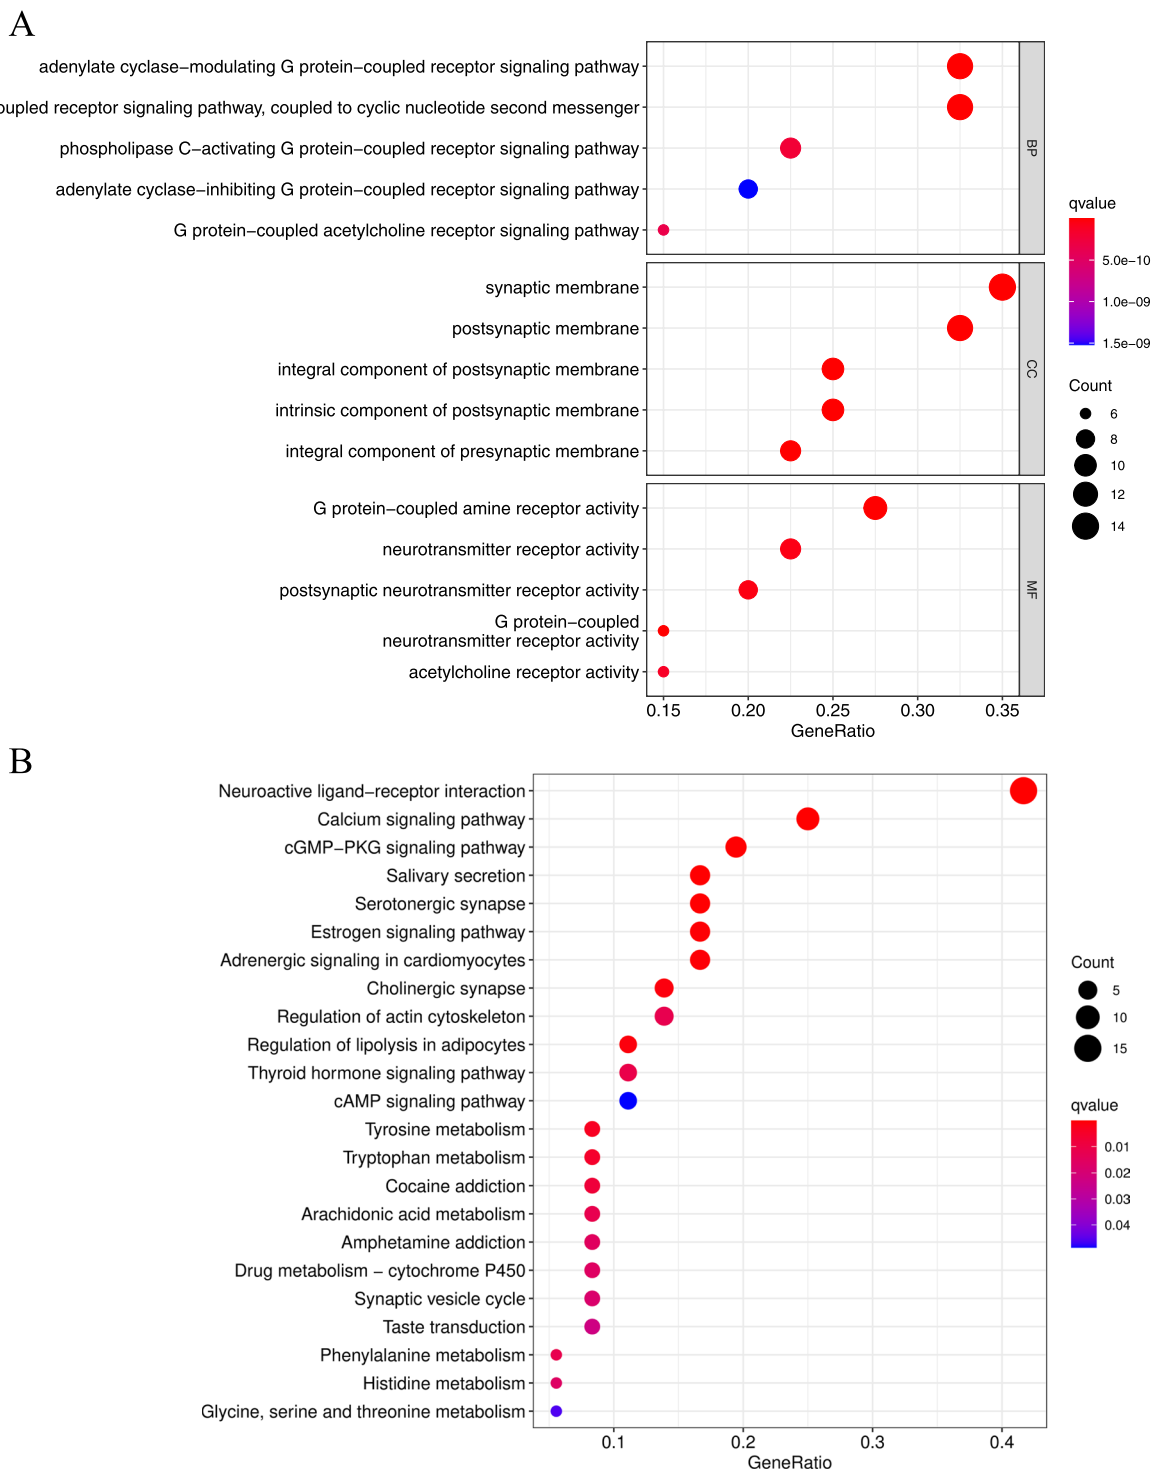 A
adenylate cyclase−modulating G protein−coupled receptor signaling pathway
coupled receptor signaling pathway, coupled to cyclic nucleotide second messenger
phospholipase C−activating G protein−coupled receptor signaling pathway
adenylate cyclase−inhibiting G protein−coupled receptor signaling pathway
G protein−coupled acetylcholine receptor signaling pathway
BP
synaptic membrane
postsynaptic membrane
integral component of postsynaptic membrane
intrinsic component of postsynaptic membrane
integral component of presynaptic membrane
CC
G protein−coupled amine receptor activity
neurotransmitter receptor activity
postsynaptic neurotransmitter receptor activity
G protein−coupled
neurotransmitter receptor activity
acetylcholine receptor activity
MF
0.15 0.20 0.25 0.30 0.35
GeneRatio
qvalue
5.0e−10
1.0e−09
1.5e−09
Count
6
8
10
12
14
B
Neuroactive ligand−receptor interaction
Calcium signaling pathway
cGMP−PKG signaling pathway
Salivary secretion
Serotonergic synapse
Estrogen signaling pathway
Adrenergic signaling in cardiomyocytes
Cholinergic synapse
Regulation of actin cytoskeleton
Regulation of lipolysis in adipocytes
Thyroid hormone signaling pathway
cAMP signaling pathway
Tyrosine metabolism
Tryptophan metabolism
Cocaine addiction
Arachidonic acid metabolism
Amphetamine addiction
Drug metabolism − cytochrome P450
Synaptic vesicle cycle
Taste transduction
Phenylalanine metabolism
Histidine metabolism
Glycine, serine and threonine metabolism
0.1 0.2 0.3 0.4
GeneRatio
Count
5
10
15
qvalue
0.01
0.02
0.03
0.04